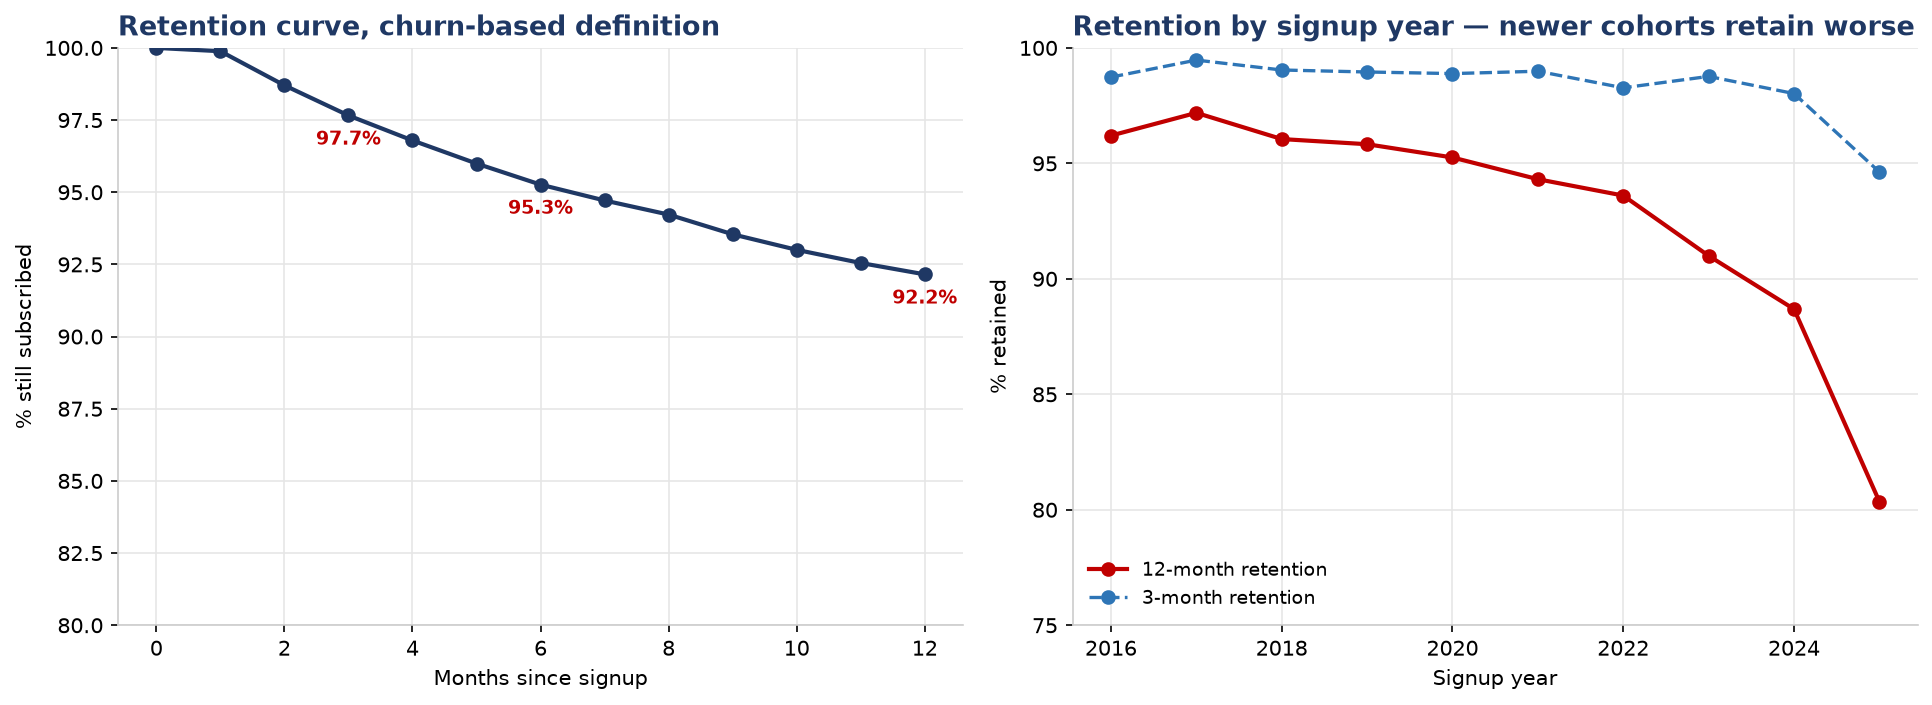 Retention curve, churn-based definition
100.0
97.5
95.0
92.5
90.0
87.5
85.0
82.5
80.0
% still subscribed
97.7%
95.3%
92.2%
0 2 4 6 8 10 12
Months since signup
Retention by signup year — newer cohorts retain worse
100
95
90
85
80
75
% retained
12-month retention
3-month retention
2016 2018 2020 2022 2024
Signup year